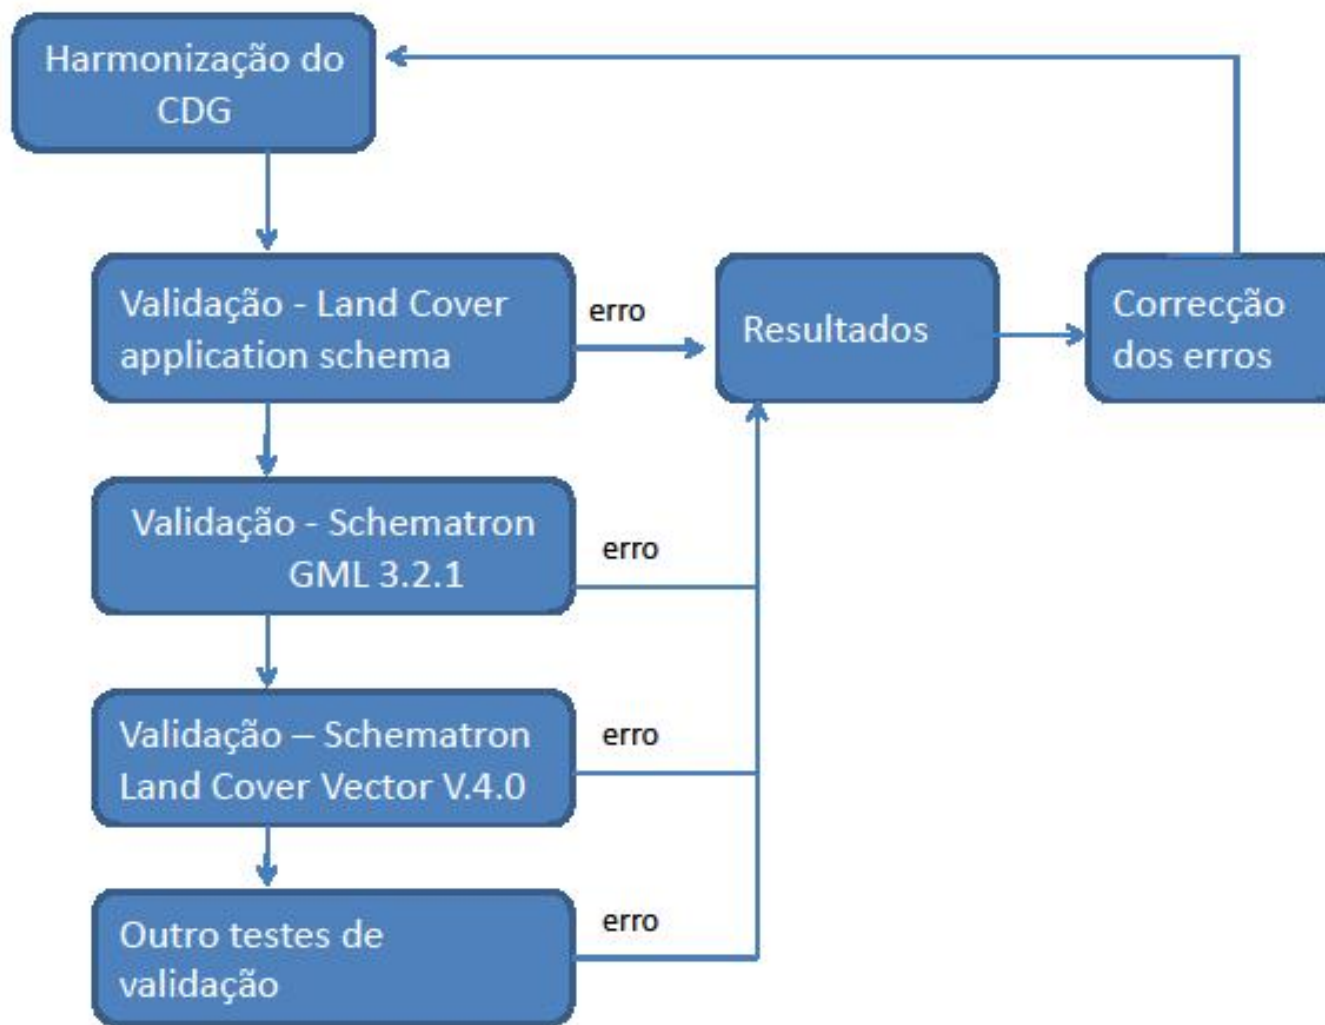 Harmonização do
CDG
Validação - Land Cover
application schema
erro
Resultados
Correcção
dos erros
Validação - Schematron
GML 3.2.1
erro
Validação – Schematron
Land Cover Vector V.4.0
erro
Outro testes de
validação
erro